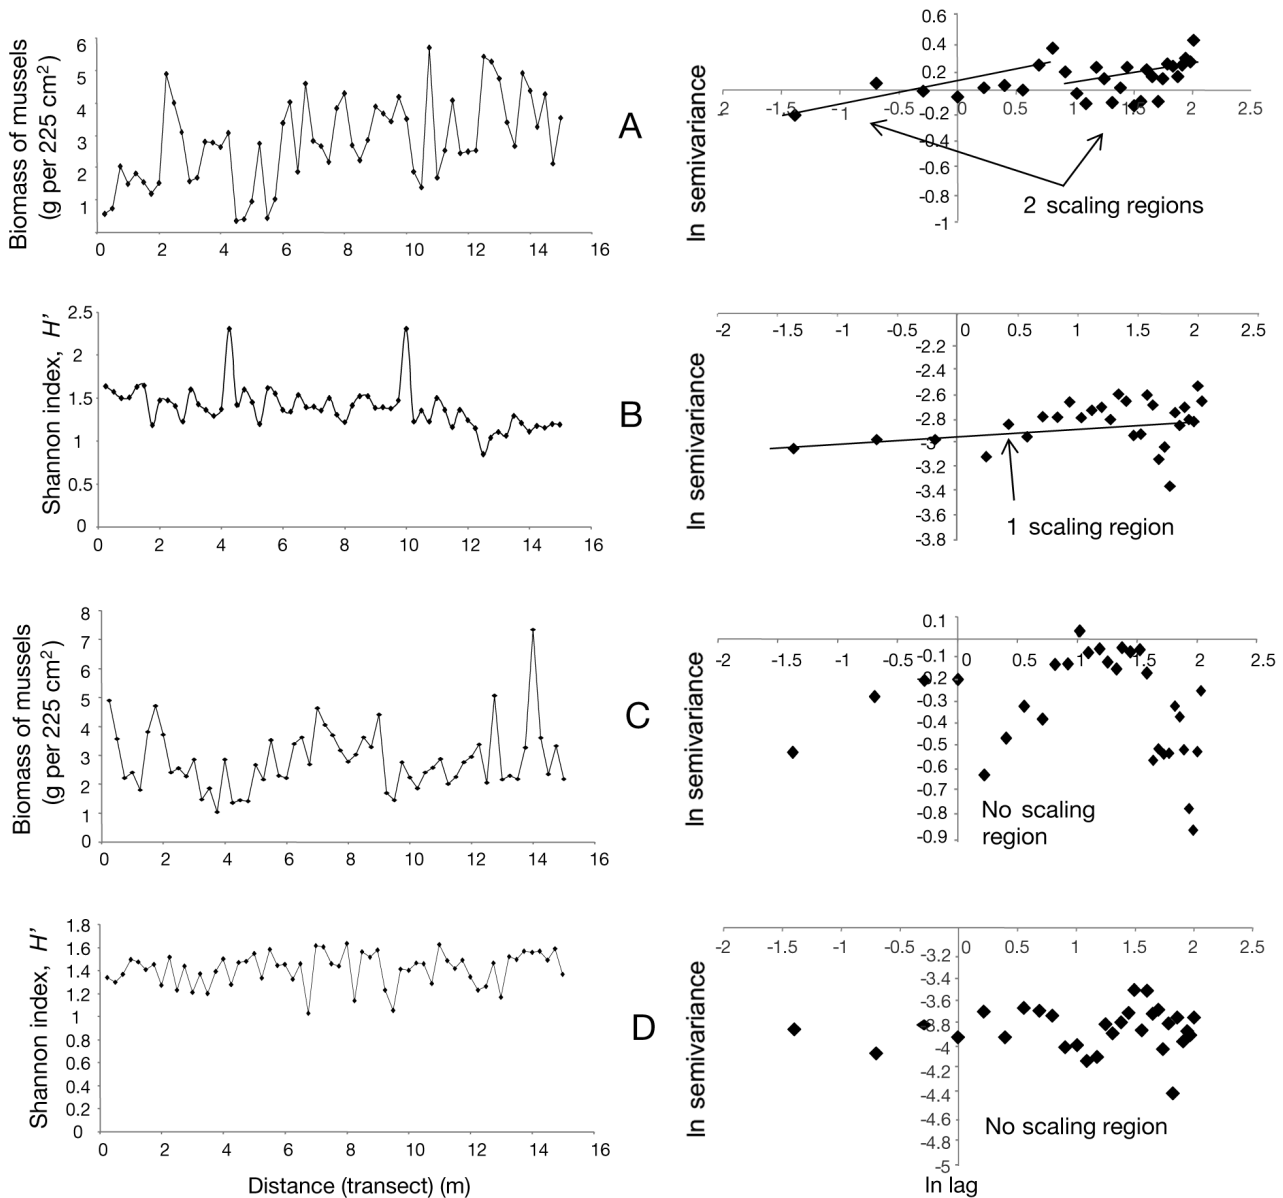 Biomass of mussels
(g per 225 cm²)
6
5
4
3
2
1
0 2 4 6 8 10 12 14 16
A
ln semivariance
0.6
0.4
0.2
-0.2
-0.4
-0.6
-0.8
-1
2 -1 -0.5 0 0.5 1 1.5 2 2.5
2 scaling regions
Shannon index, H'
2.5
2
1.5
1
0.5
0
0 2 4 6 8 10 12 14 16
B
ln semivariance
-2 -1.5 -1 -0.5 0 0.5 1 1.5 2 2.5
-2.2
-2.4
-2.6
-2.8
-3
-3.2
-3.4
-3.6
-3.8
1 scaling region
Biomass of mussels
(g per 225 cm²)
8
7
6
5
4
3
2
1
0
0 2 4 6 8 10 12 14 16
C
ln semivariance
0.1
-2 -1.5 -1 -0.5 0 0.5 1 1.5 2 2.5
-0.1
-0.2
-0.3
-0.4
-0.5
-0.6
-0.7
-0.8
-0.9
No scaling
region
Shannon index, H'
1.8
1.6
1.4
1.2
1
0.8
0.6
0.4
0.2
0
0 2 4 6 8 10 12 14 16
Distance (transect) (m)
D
ln semivariance
-2 -1.5 -1 -0.5 0 0.5 1 1.5 2 2.5
-3.2
-3.4
-3.6
-3.8
-4
-4.2
-4.4
-4.6
-4.8
-5
No scaling region
ln lag